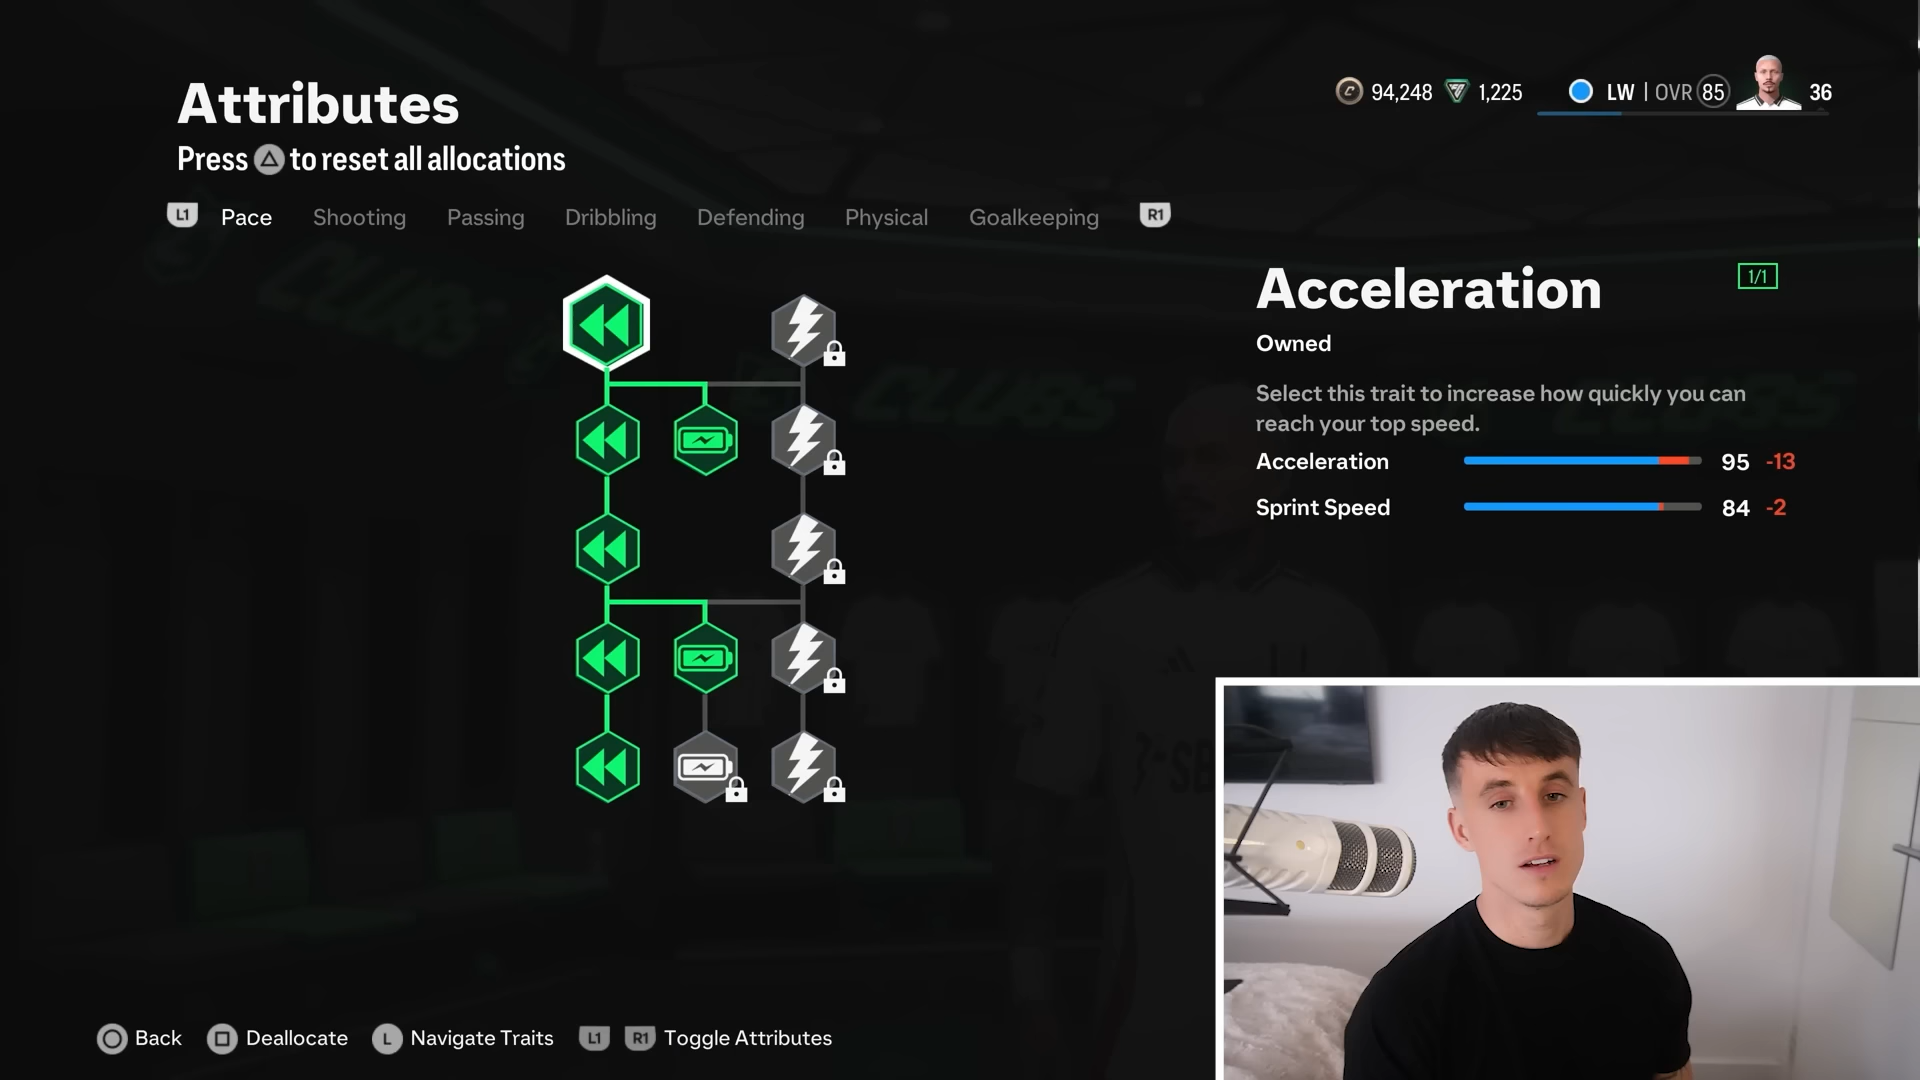 Attributes
Press △ to reset all allocations
94,248 1,225 LW | OVR 85 36
L1 Pace Shooting Passing Dribbling Defending Physical Goalkeeping R1
Acceleration 1/1
Owned
Select this trait to increase how quickly you can
reach your top speed.
Acceleration 95 -13
Sprint Speed 84 -2
CLUBS
CLUBS
Back Deallocate L Navigate Traits L1 R1 Toggle Attributes